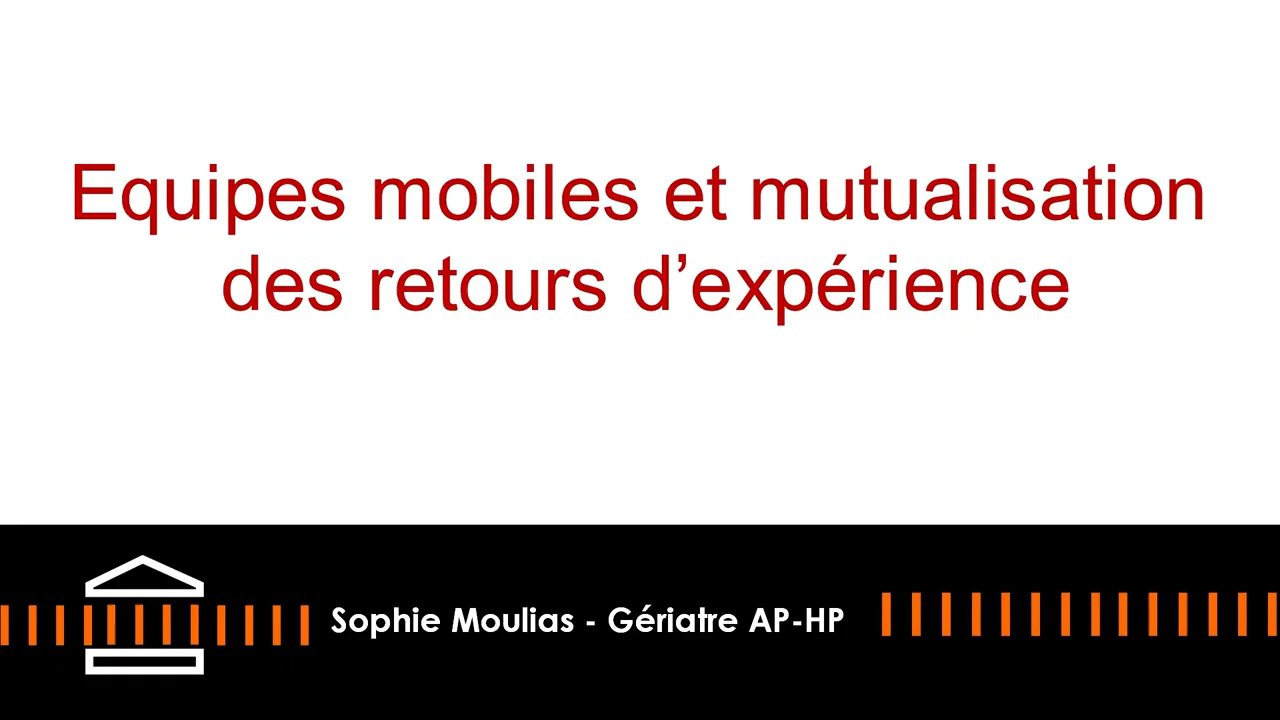 Equipes mobiles et mutualisation
des retours d’expérience
Sophie Moulias - Gériatre AP-HP